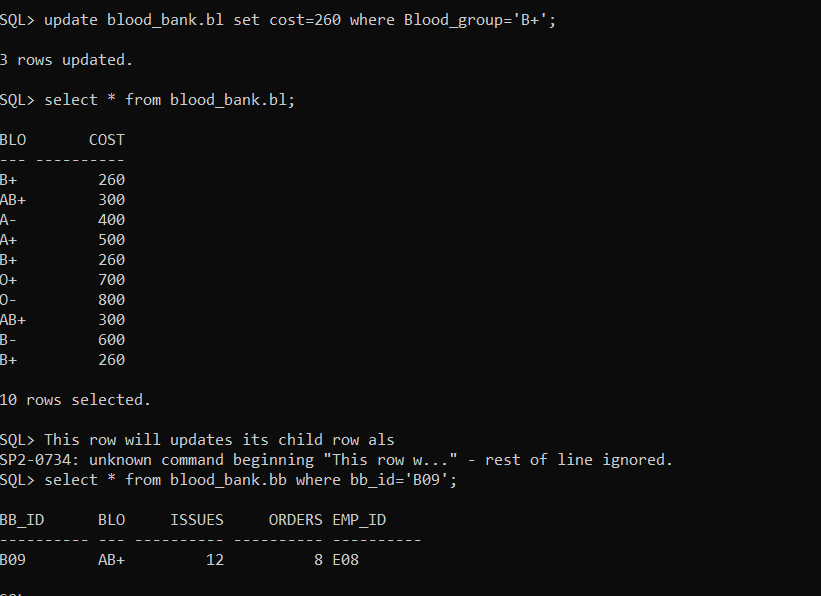 SQL> update blood_bank.bl set cost=260 where Blood_group='B+';
3 rows updated.
SQL> select * from blood_bank.bl;
BLO       COST
--- ----------
B+         260
AB+        300
A-         400
A+         500
B+         260
O+         700
O-         800
AB+        300
B-         600
B+         260
10 rows selected.
SQL> This row will updates its child row als
SP2-0734: unknown command beginning "This row w..." - rest of line ignored.
SQL> select * from blood_bank.bb where bb_id='B09';
BB_ID      BLO     ISSUES     ORDERS EMP_ID
---------- --- ---------- ---------- ----------
B09        AB+         12          8 E08